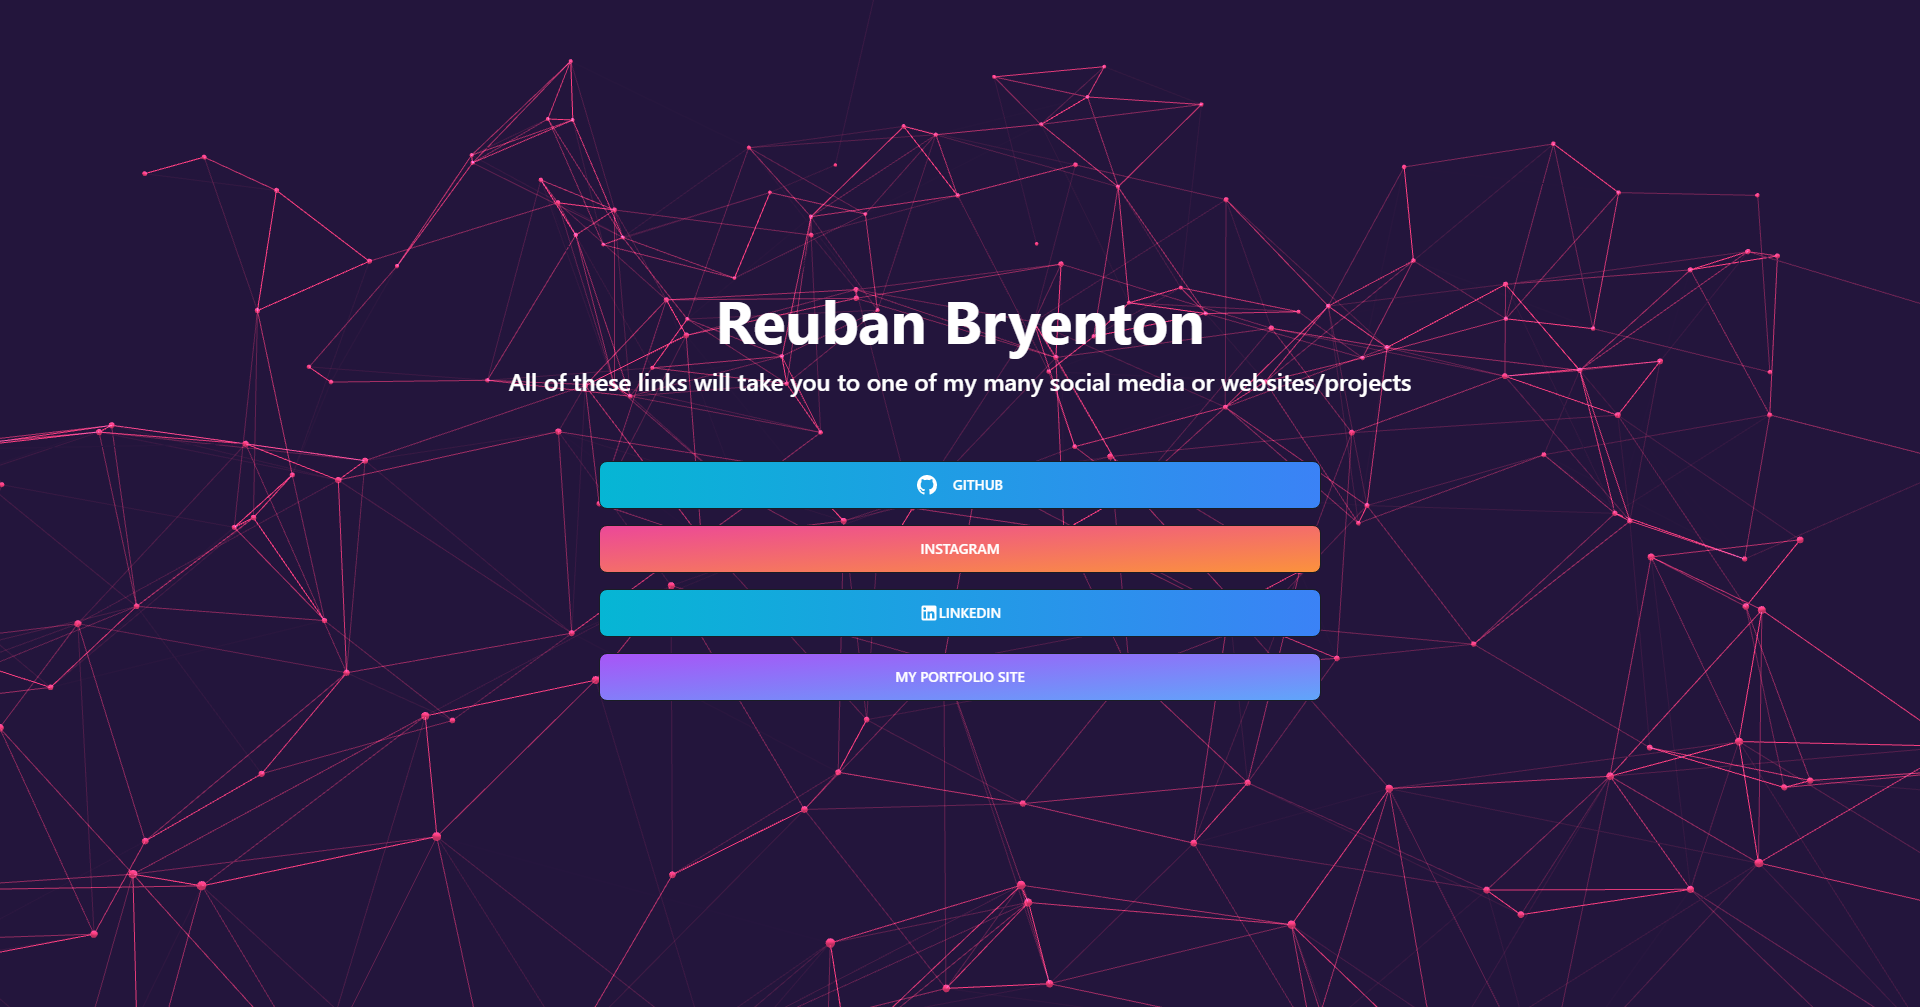 Reuban Bryenton
All of these links will take you to one of my many social media or websites/projects
GITHUB
INSTAGRAM
LINKEDIN
MY PORTFOLIO SITE